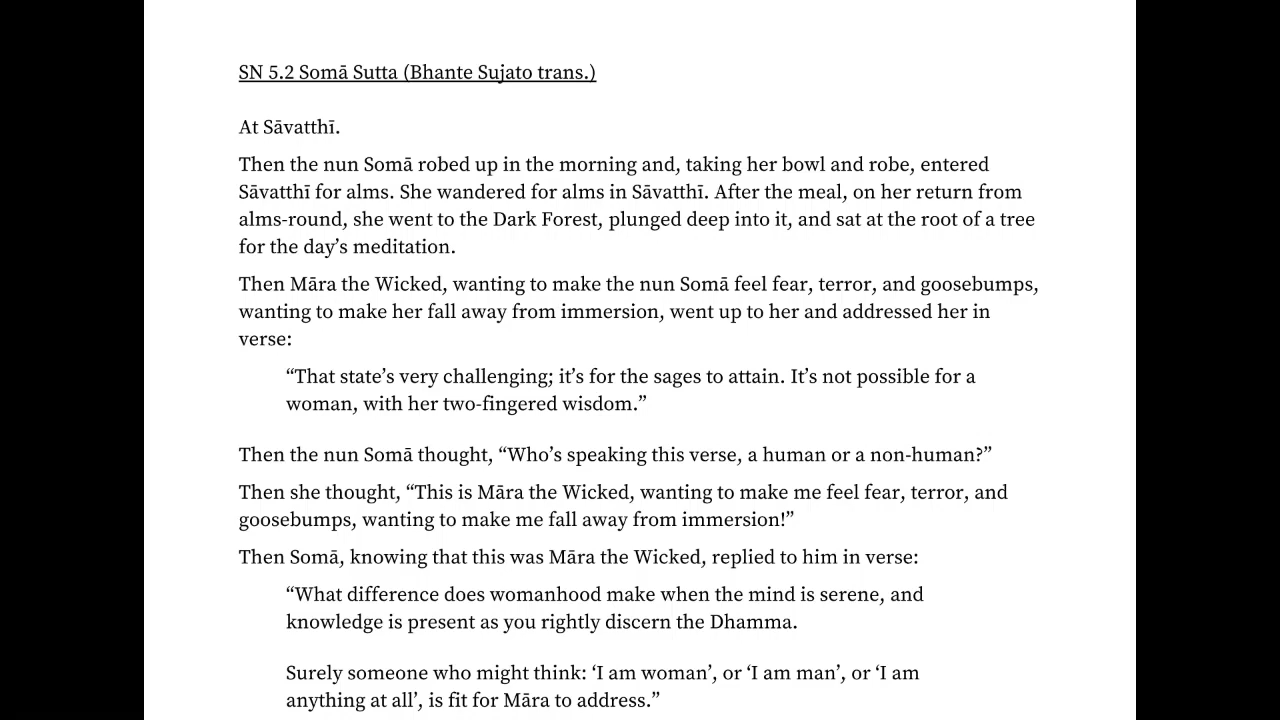 SN 5.2 Somā Sutta (Bhante Sujato trans.)
At Sāvatthī.
Then the nun Somā robed up in the morning and, taking her bowl and robe, entered
Sāvatthī for alms. She wandered for alms in Sāvatthī. After the meal, on her return from
alms-round, she went to the Dark Forest, plunged deep into it, and sat at the root of a tree
for the day’s meditation.
Then Māra the Wicked, wanting to make the nun Somā feel fear, terror, and goosebumps,
wanting to make her fall away from immersion, went up to her and addressed her in
verse:
“That state’s very challenging; it’s for the sages to attain. It’s not possible for a
woman, with her two-fingered wisdom.”
Then the nun Somā thought, “Who’s speaking this verse, a human or a non-human?”
Then she thought, “This is Māra the Wicked, wanting to make me feel fear, terror, and
goosebumps, wanting to make me fall away from immersion!”
Then Somā, knowing that this was Māra the Wicked, replied to him in verse:
“What difference does womanhood make when the mind is serene, and
knowledge is present as you rightly discern the Dhamma.
Surely someone who might think: ‘I am woman’, or ‘I am man’, or ‘I am
anything at all’, is fit for Māra to address.”